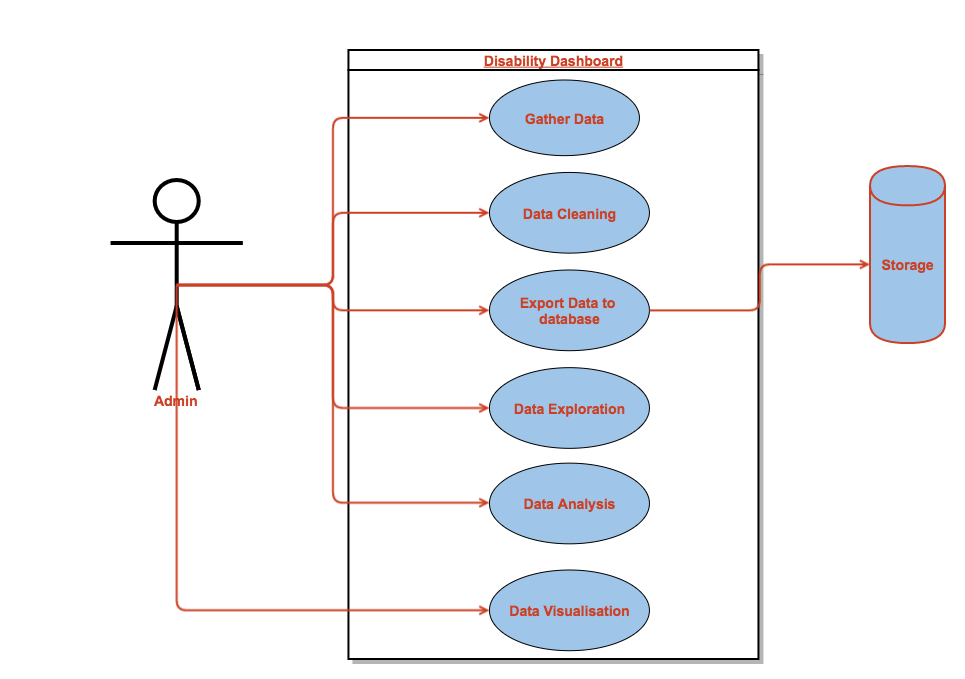 Disability Dashboard
Gather Data
Data Cleaning
Export Data to
database
Storage
Data Exploration
Admin
Data Analysis
Data Visualisation